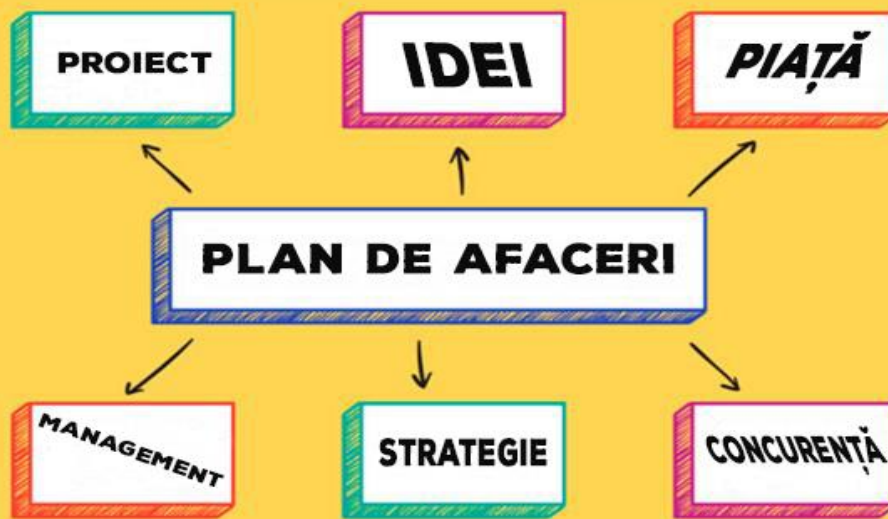 PROIECT
IDEI
PIAȚĂ
PLAN DE AFACERI
MANAGEMENT
STRATEGIE
CONCURENȚĂ